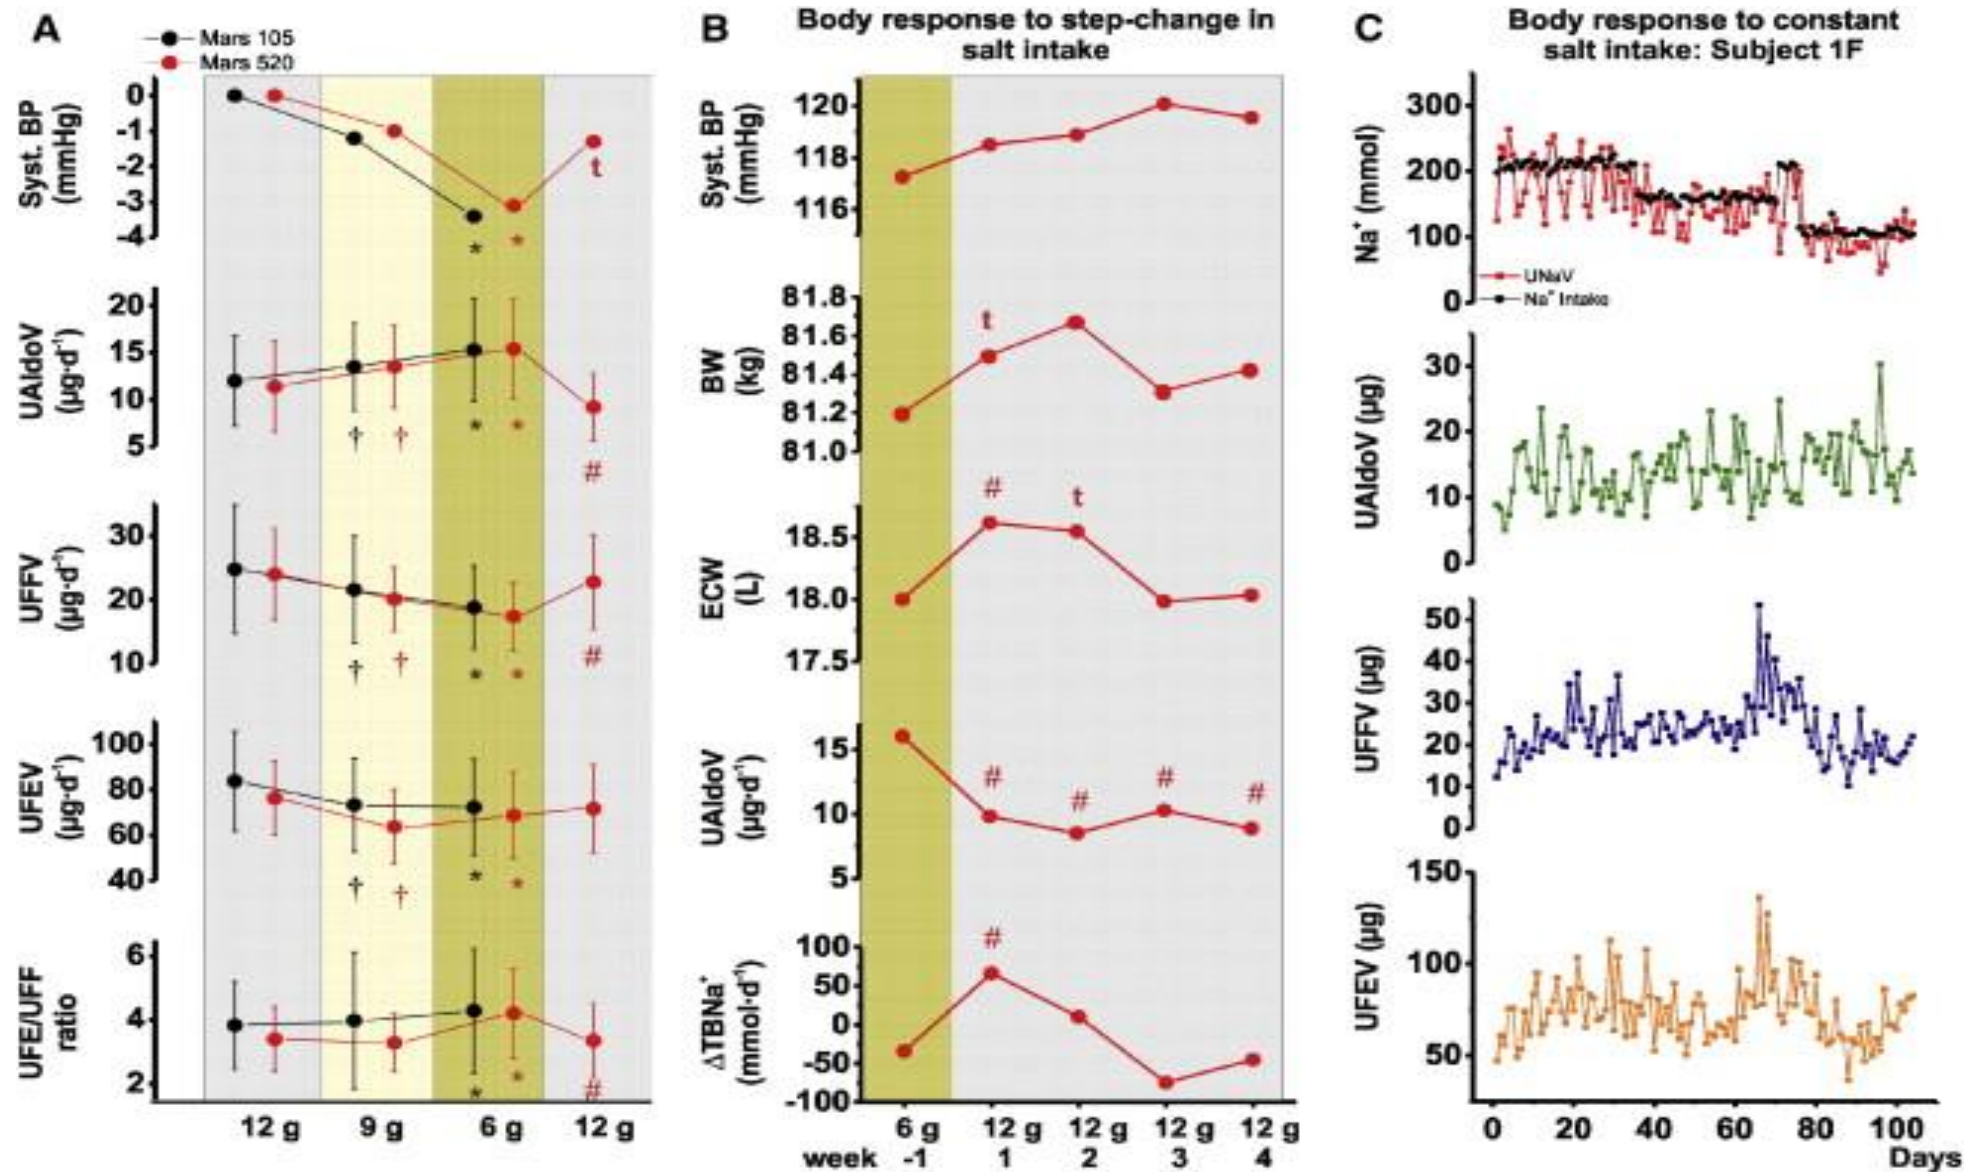 A
Mars 105
Mars 520
Syst. BP
(mmHg)
0
-1
-2
-3
-4
t
*
*
UAldoV
(µg·d⁻¹)
20
15
10
5
†
†
*
*
#
UFFV
(µg·d⁻¹)
30
20
10
†
†
*
*
#
UFEV
(µg·d⁻¹)
100
80
60
40
†
†
*
*
UFE/UFF
ratio
6
4
2
*
*
#
12 g
9 g
6 g
12 g
B
Body response to step-change in
salt intake
Syst. BP
(mmHg)
120
118
116
BW
(kg)
81.8
81.6
81.4
81.2
81.0
t
ECW
(L)
18.5
18.0
17.5
#
t
UAldoV
(µg·d⁻¹)
15
10
5
#
#
#
#
ΔTBNa⁺
(mmol·d⁻¹)
100
50
0
-50
-100
#
6 g
12 g
12 g
12 g
12 g
week -1 1 2 3 4
C
Body response to constant
salt intake: Subject 1F
Na⁺ (mmol)
300
200
100
0
UNaV
Na⁺ Intake
UAldoV (µg)
30
20
10
0
UFFV (µg)
50
40
30
20
10
0
UFEV (µg)
150
100
50
0 20 40 60 80 100
Days